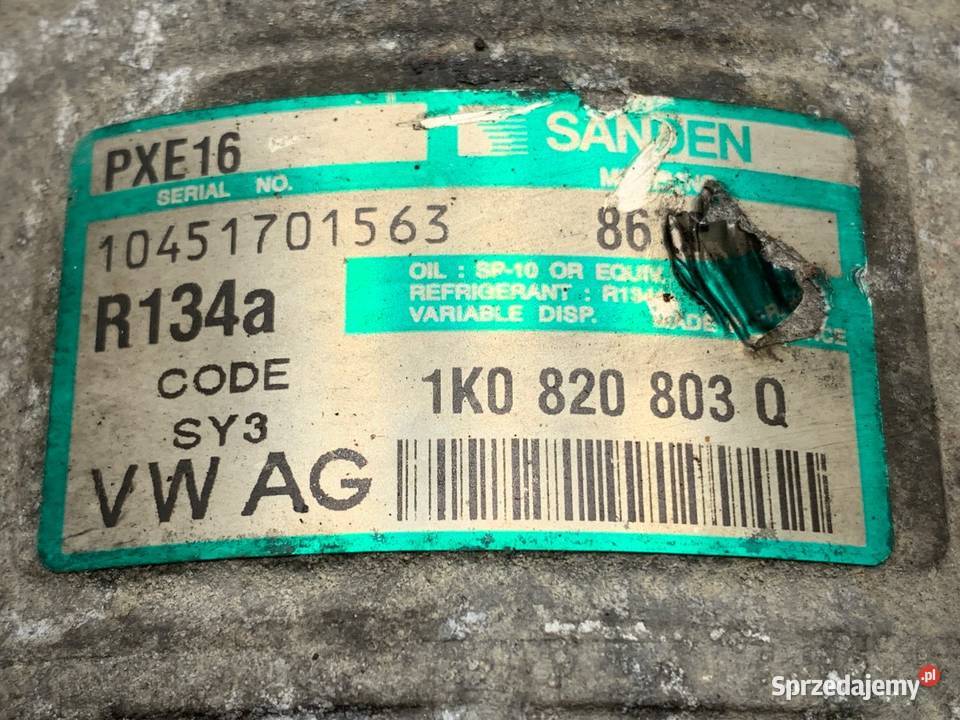 PXE16
SANDEN
SERIAL NO.
10451701563
86
R134a
OIL : SP-10 OR EQUIV.
REFRIGERANT : R134
VARIABLE DISP.
MADE
CODE
SY3
1K0 820 803 Q
VW AG
Sprzedajemy.pl